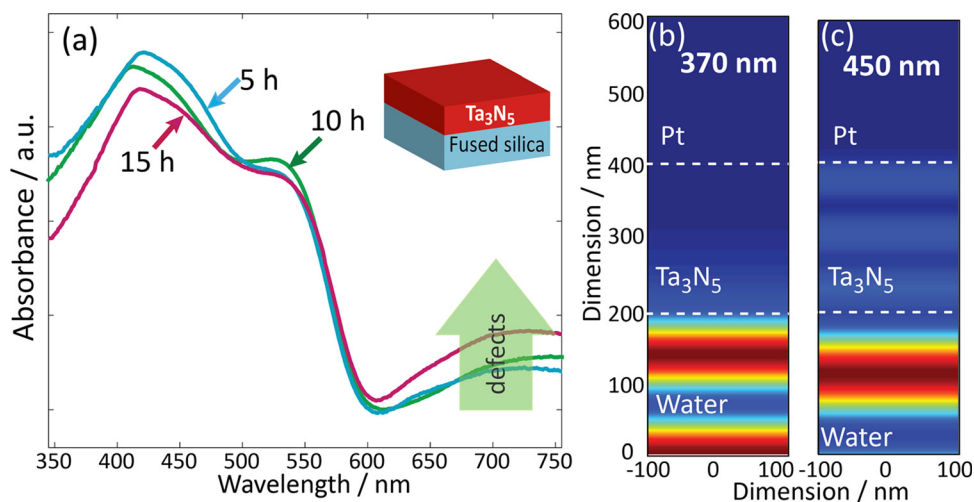 (a)
5 h
10 h
15 h
Ta₃N₅
Fused silica
defects
Absorbance / a.u.
350 400 450 500 550 600 650 700 750
Wavelength / nm
(b)
370 nm
Pt
Ta₃N₅
Water
600
500
400
300
200
100
0
Dimension / nm
-100 0 100
(c)
450 nm
Pt
Ta₃N₅
Water
-100 0 100
Dimension / nm